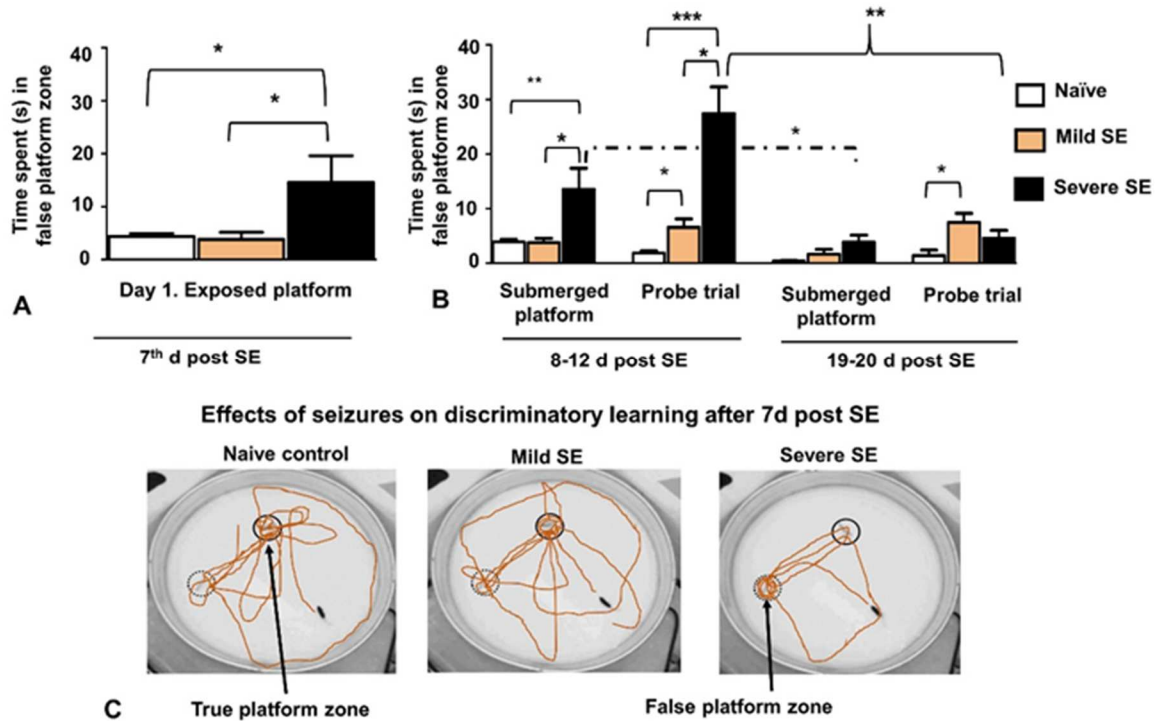 *
*
40
30
20
10
0
Time spent (s) in
false platform zone
Day 1. Exposed platform
A
7th d post SE
**
***
*
**
*
*
*
*
40
30
20
10
0
Time spent (s) in
false platform zone
Naïve
Mild SE
Severe SE
B
Submerged
platform
Probe trial
Submerged
platform
Probe trial
8-12 d post SE
19-20 d post SE
Effects of seizures on discriminatory learning after 7d post SE
Naive control
Mild SE
Severe SE
C
True platform zone
False platform zone